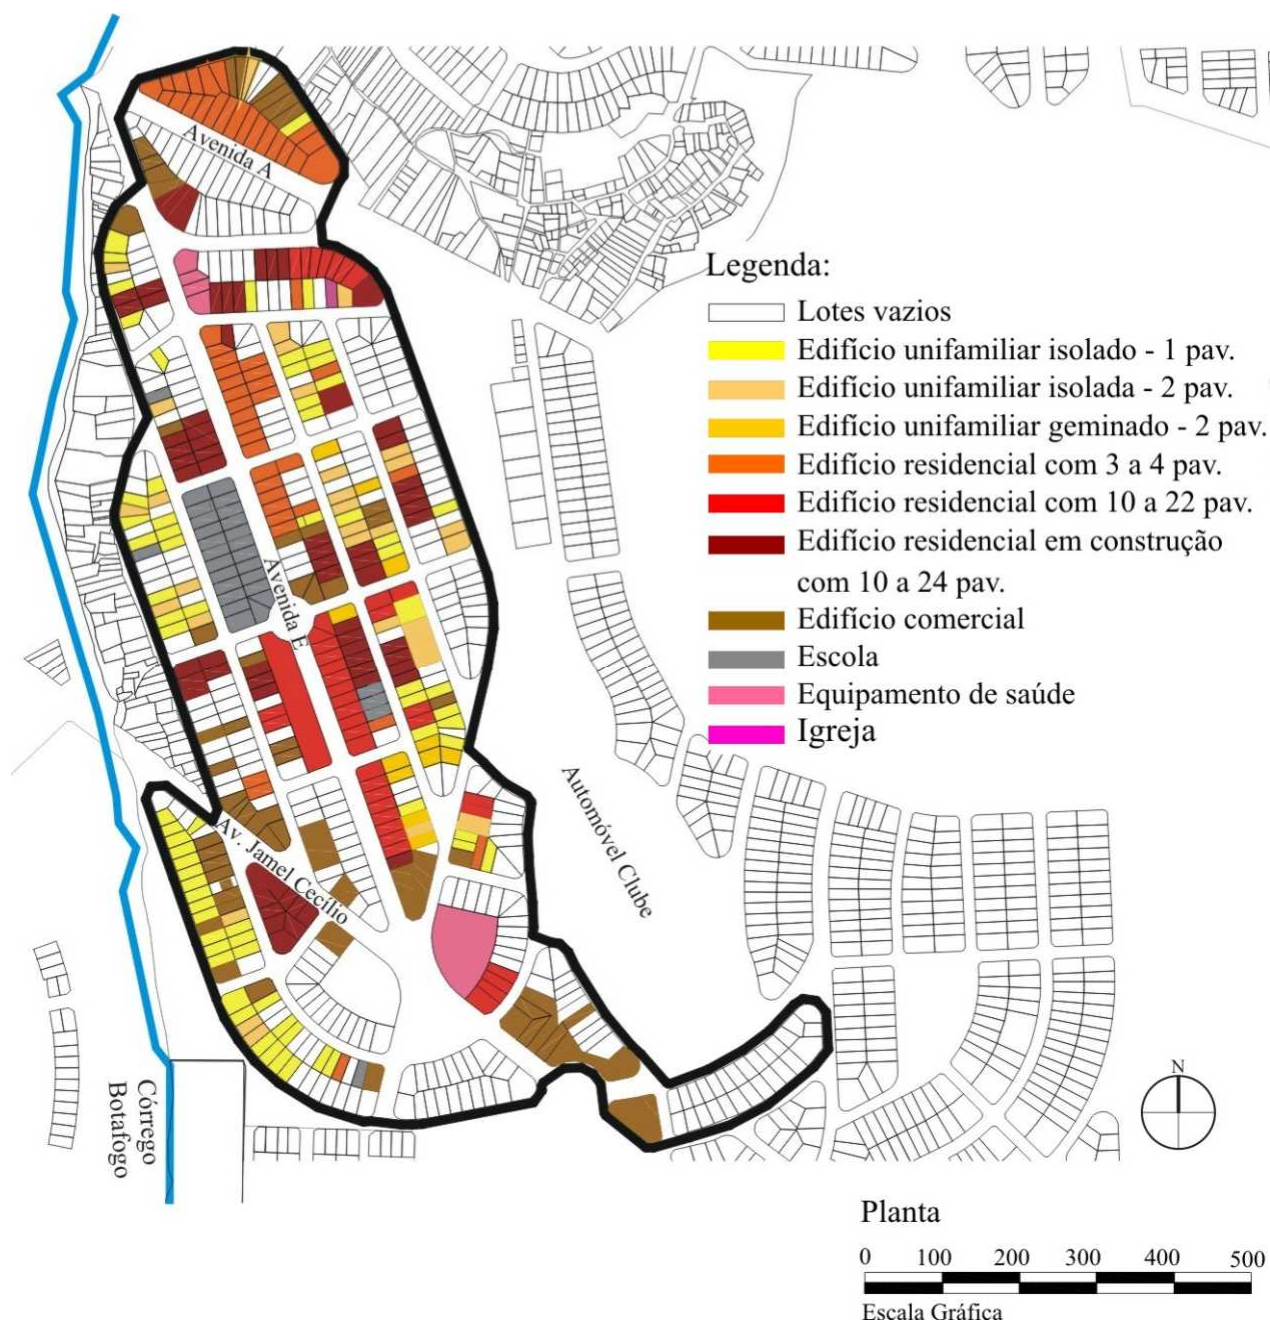 Avenida A
Legenda:
Lotes vazios
Edifício unifamiliar isolado - 1 pav.
Edifício unifamiliar isolada - 2 pav.
Edifício unifamiliar geminado - 2 pav.
Edifício residencial com 3 a 4 pav.
Edifício residencial com 10 a 22 pav.
Edifício residencial em construção
com 10 a 24 pav.
Edifício comercial
Escola
Equipamento de saúde
Igreja
Avenida E
Automóvel Clube
Av. Jamel Cecílio
Córrego
Botafogo
N
Planta
0 100 200 300 400 500
Escala Gráfica